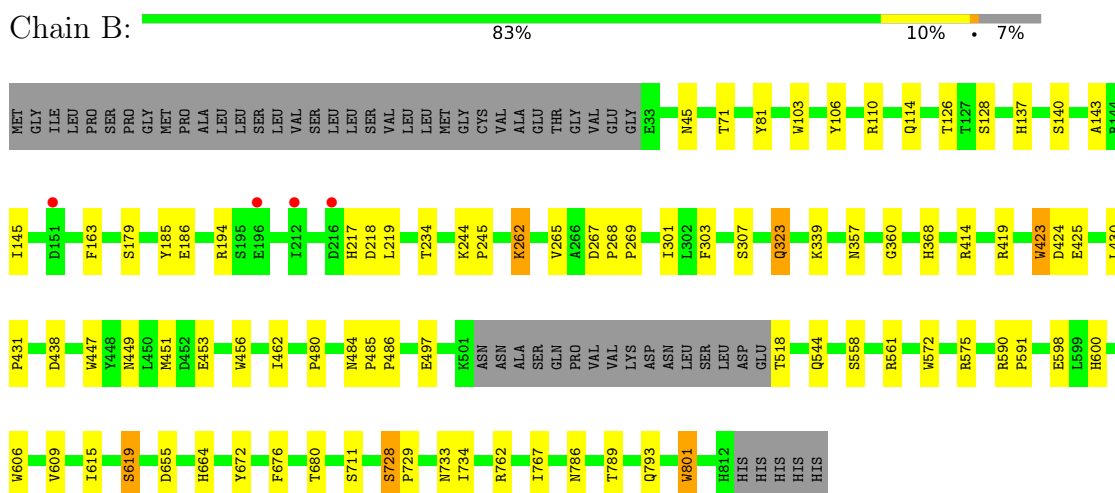 Chain B:
83% 10% • 7%
MET GLY ILE LEU PRO SER PRO GLY MET PRO ALA LEU LEU SER LEU VAL SER LEU LEU SER VAL LEU LEU MET GLY CYS VAL ALA GLU THR GLY VAL GLU GLY E33 N45 T71 Y81 W103 Y106 R110 Q114 T126 T127 S128 H137 S140 A143 R144
I145 D151 F163 S179 Y185 E186 R194 S195 E196 I212 D216 H217 D218 L219 T234 K244 P245 K262 V265 A266 D267 P268 P269 I301 L302 F303 S307 Q323 K339 N357 G360 H368 R414 R419 W423 D424 E425 L430
P431 D438 W447 Y448 N449 L450 M451 D452 E453 W456 I462 P480 N484 P485 P486 E497 K501 ASN ASN ALA SER GLN PRO VAL VAL LYS ASP ASN LEU SER LEU ASP GLU T518 Q544 S558 R561 W572 R575 R590 P591 E598 L599 H600
W606 V609 I615 S619 D655 H664 Y672 F676 T680 S711 S728 P729 N733 I734 R762 I767 N786 T789 Q793 W801 H812 HIS HIS HIS HIS HIS